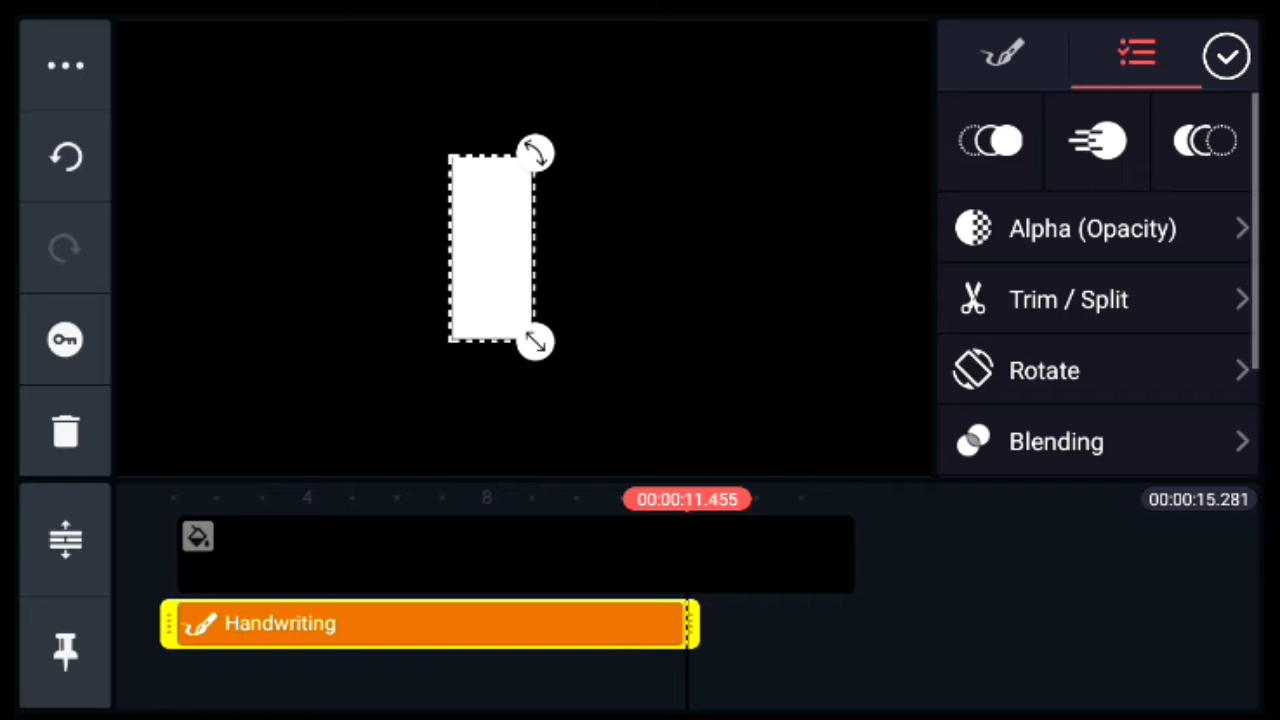 Alpha (Opacity)
Trim / Split
Rotate
Blending
4
8
00:00:11.455
00:00:15.281
Handwriting